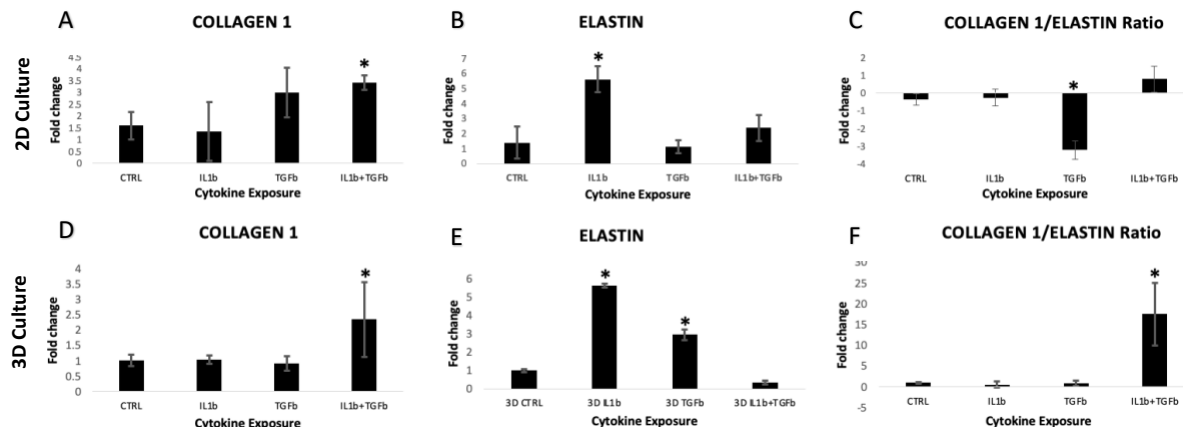 2D Culture
A
COLLAGEN 1
Fold change
4.5
4
3.5
3
2.5
2
1.5
1
0.5
0
*
CTRL IL1b TGFb IL1b+TGFb
Cytokine Exposure
B
ELASTIN
Fold change
7
6
5
4
3
2
1
0
*
CTRL IL1b TGFb IL1b+TGFb
Cytokine Exposure
C
COLLAGEN 1/ELASTIN Ratio
Fold change
2
1
0
-1
-2
-3
-4
*
CTRL IL1b TGFb IL1b+TGFb
Cytokine Exposure
3D Culture
D
COLLAGEN 1
Fold change
4
3.5
3
2.5
2
1.5
1
0.5
0
*
CTRL IL1b TGFb IL1b+TGFb
Cytokine Exposure
E
ELASTIN
Fold change
6
5
4
3
2
1
0
*
*
3D CTRL 3D IL1b 3D TGFb 3D IL1b+TGFb
Cytokine Exposure
F
COLLAGEN 1/ELASTIN Ratio
Fold change
30
25
20
15
10
5
0
-5
*
CTRL IL1b TGFb IL1b+TGFb
Cytokine Exposure